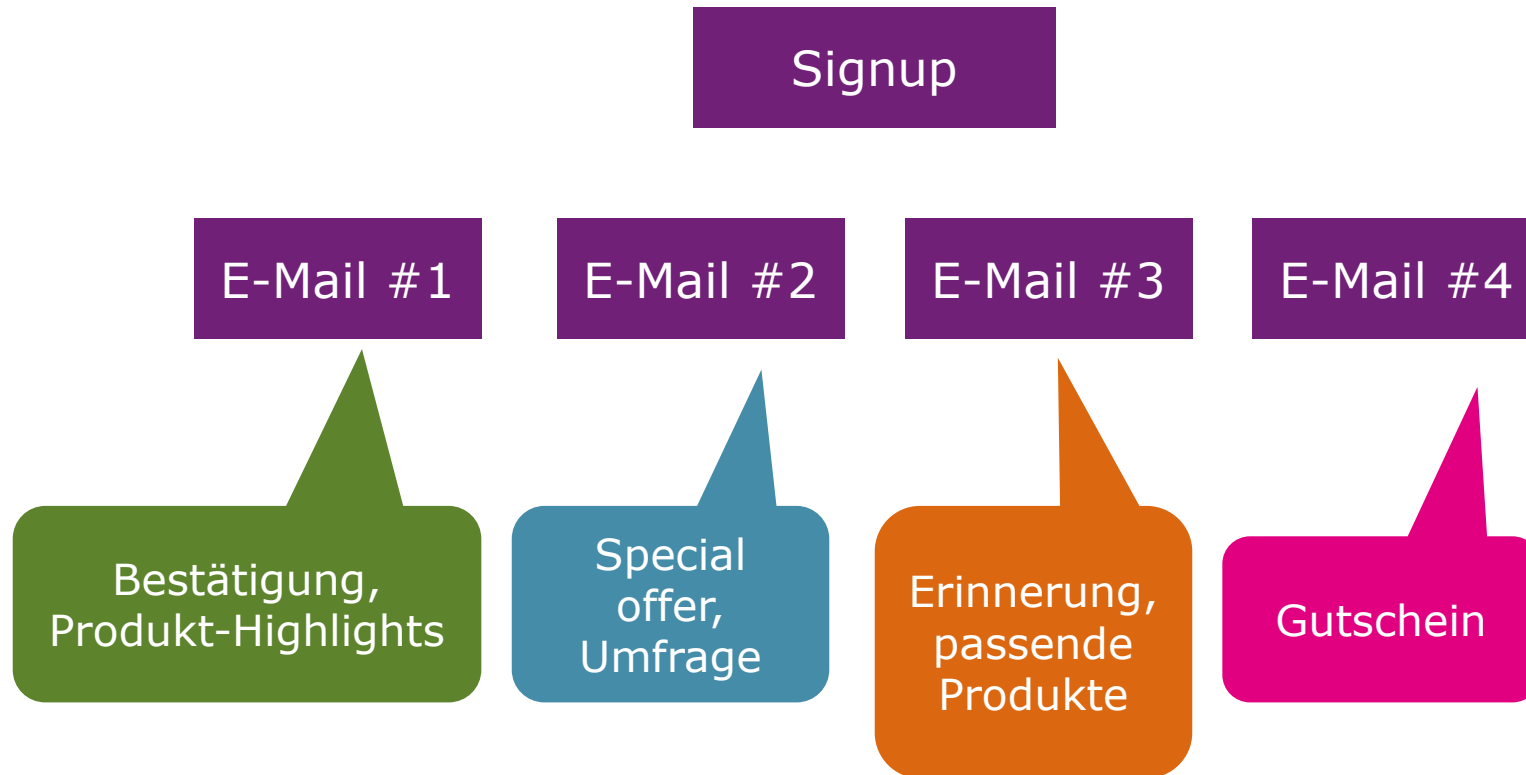 Signup
E-Mail #1
E-Mail #2
E-Mail #3
E-Mail #4
Bestätigung,
Produkt-Highlights
Special
offer,
Umfrage
Erinnerung,
passende
Produkte
Gutschein